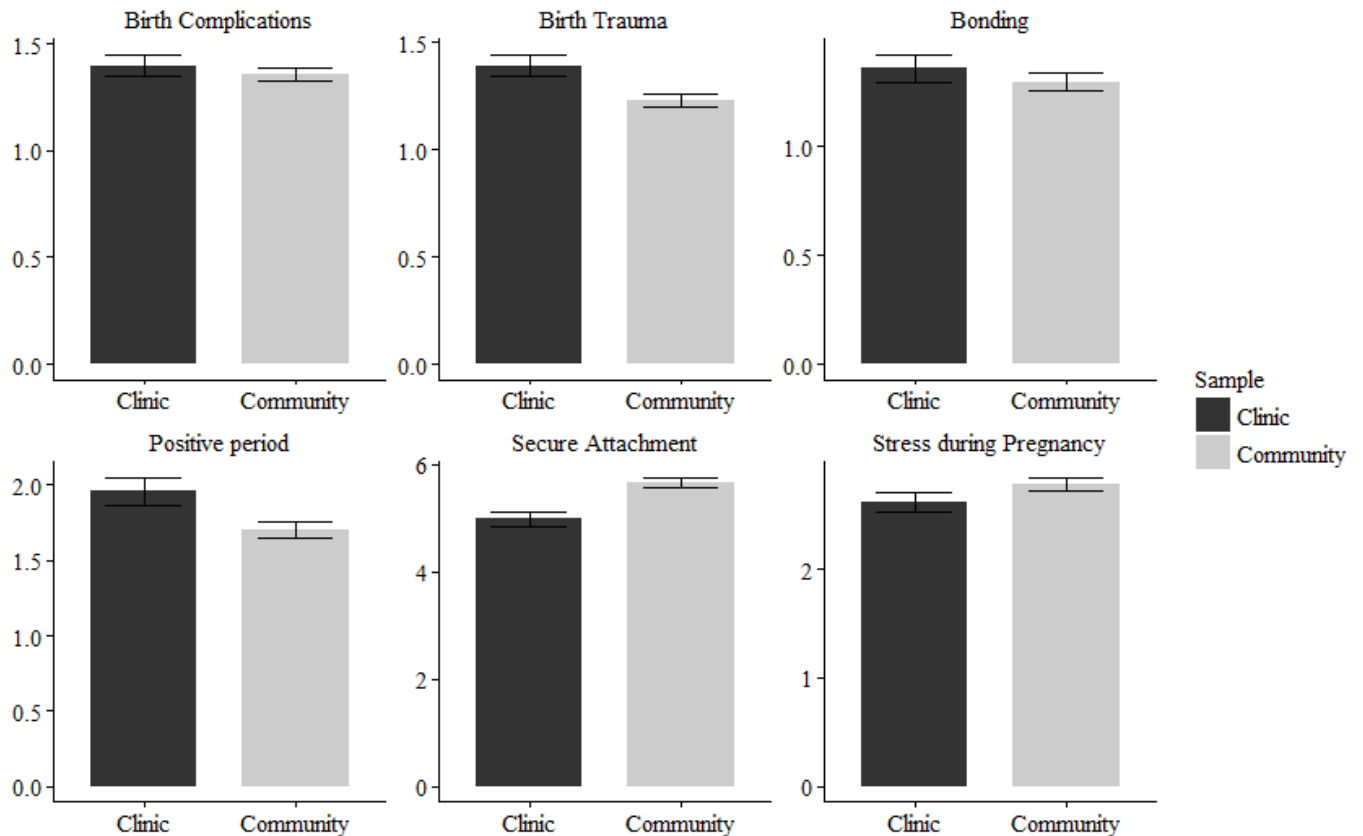 Birth Complications
1.5
1.0
0.5
0.0
Clinic Community
Birth Trauma
1.5
1.0
0.5
0.0
Clinic Community
Bonding
1.0
0.5
0.0
Clinic Community
Positive period
2.0
1.5
1.0
0.5
0.0
Clinic Community
Secure Attachment
6
4
2
0
Clinic Community
Stress during Pregnancy
2
1
0
Clinic Community
Sample
Clinic
Community